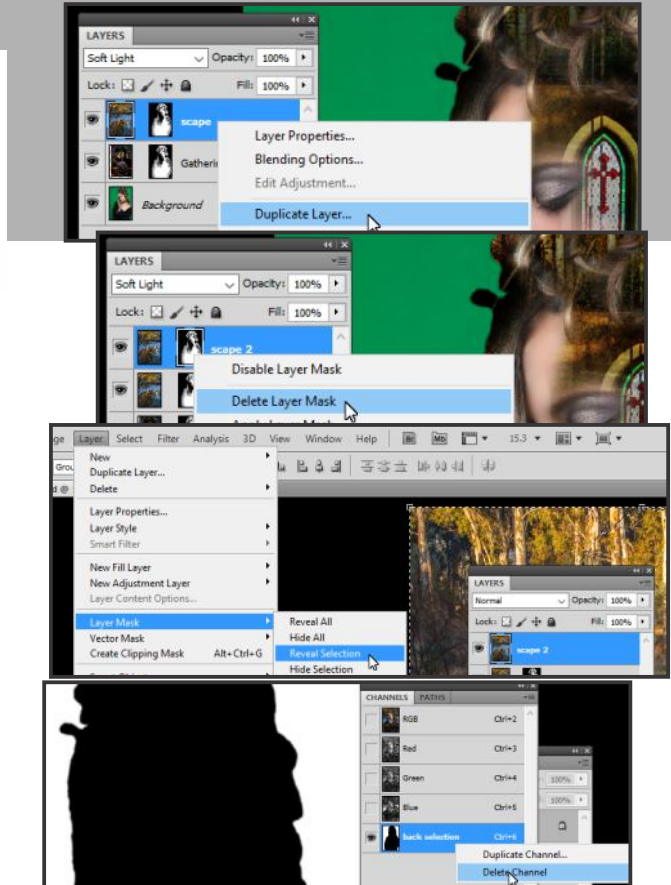 LAYERS
Soft Light Opacity: 100%
Lock: Fill: 100%
scape
Layer Properties...
Blending Options...
Edit Adjustment...
Duplicate Layer...
Background
LAYERS
Soft Light Opacity: 100%
Lock: Fill: 100%
scape 2
Disable Layer Mask
Delete Layer Mask
Layer Select Filter Analysis 3D View Window Help Br Mb 15.3
New
Duplicate Layer...
Delete
Layer Properties...
Layer Style
Smart Filter
New Fill Layer
New Adjustment Layer
Layer Content Options...
Layer Mask
Vector Mask
Create Clipping Mask Alt+Ctrl+G
Reveal All
Hide All
Reveal Selection
Hide Selection
LAYERS
Normal Opacity: 100%
Lock: Fill: 100%
scape 2
CHANNELS PATHS
RGB Ctrl+2
Red Ctrl+3
Green Ctrl+4
Blue Ctrl+5
back selection Ctrl+6
100%
100%
Duplicate Channel...
Delete Channel